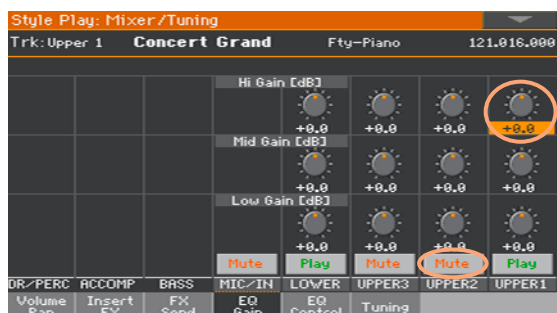 Style Play: Mixer/Tuning
Trk: Upper 1 Concert Grand Fty-Piano 121.016.000
Hi Gain [dB]
+0.0 +0.0 +0.0 +0.0
Mid Gain [dB]
+0.0 +0.0 +0.0 +0.0
Low Gain [dB]
+0.0 +0.0 +0.0 +0.0
Mute Play Mute Mute Play
DR/PERC ACCOMP BASS MIC/IN LOWER UPPER3 UPPER2 UPPER1
Volume Insert FX EQ EQ Tuning
Pan FX Send Gain Control